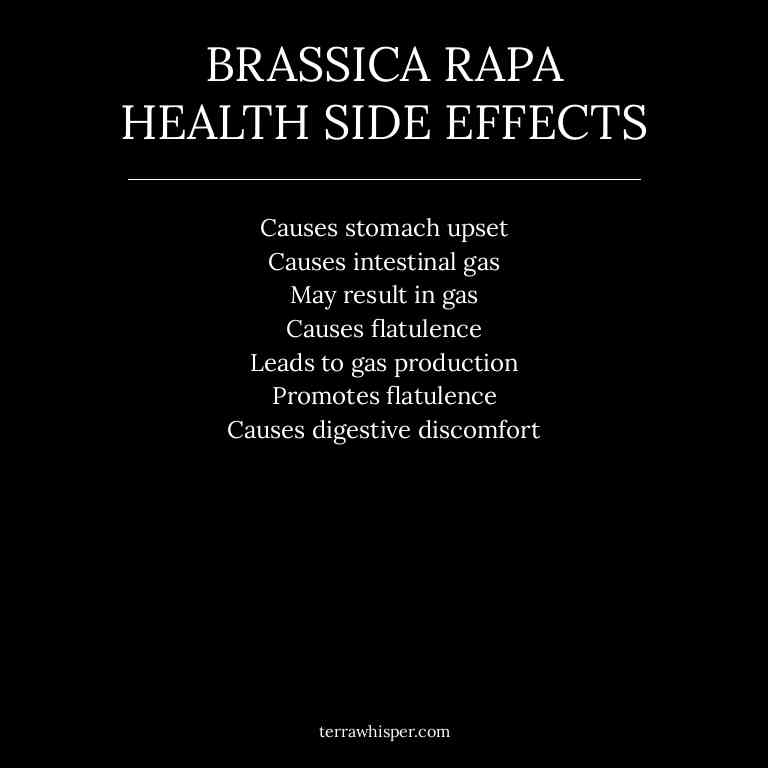 BRASSICA RAPA
HEALTH SIDE EFFECTS
Causes stomach upset
Causes intestinal gas
May result in gas
Causes flatulence
Leads to gas production
Promotes flatulence
Causes digestive discomfort
terrawhisper.com